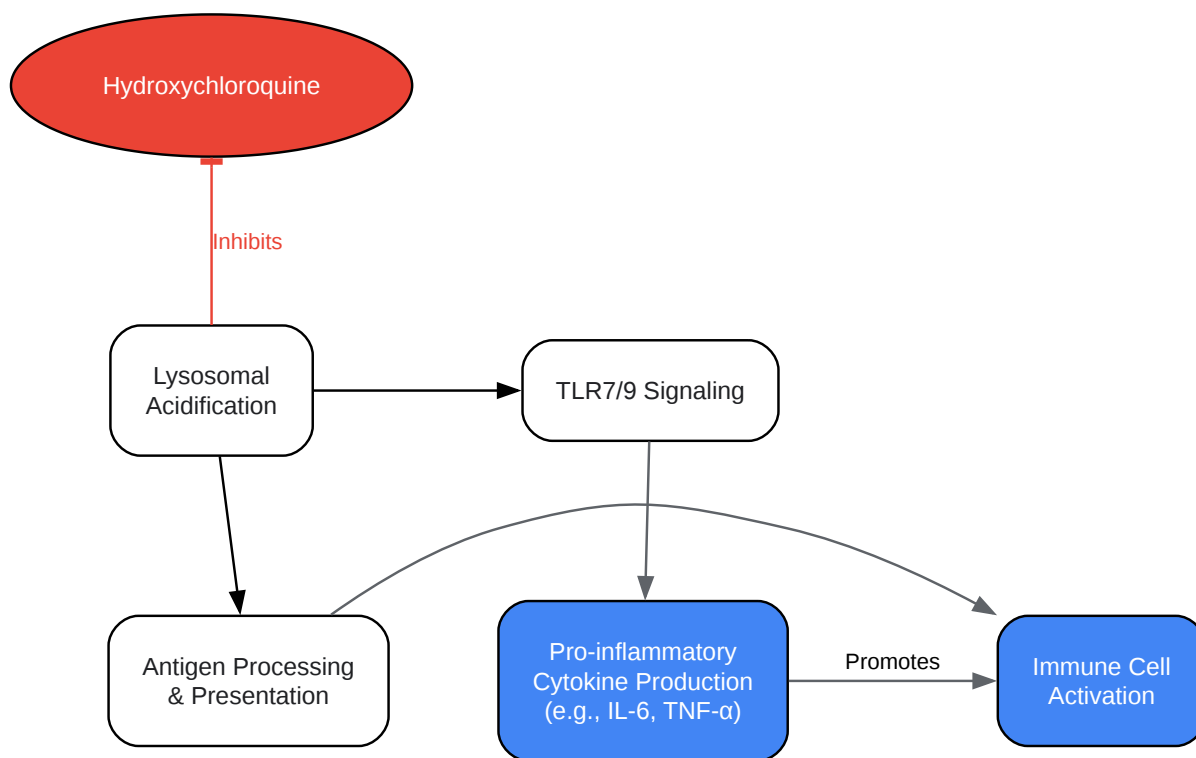 Hydroxychloroquine
Inhibits
Lysosomal
Acidification
TLR7/9 Signaling
Antigen Processing
& Presentation
Pro-inflammatory
Cytokine Production
(e.g., IL-6, TNF-α)
Promotes
Immune Cell
Activation